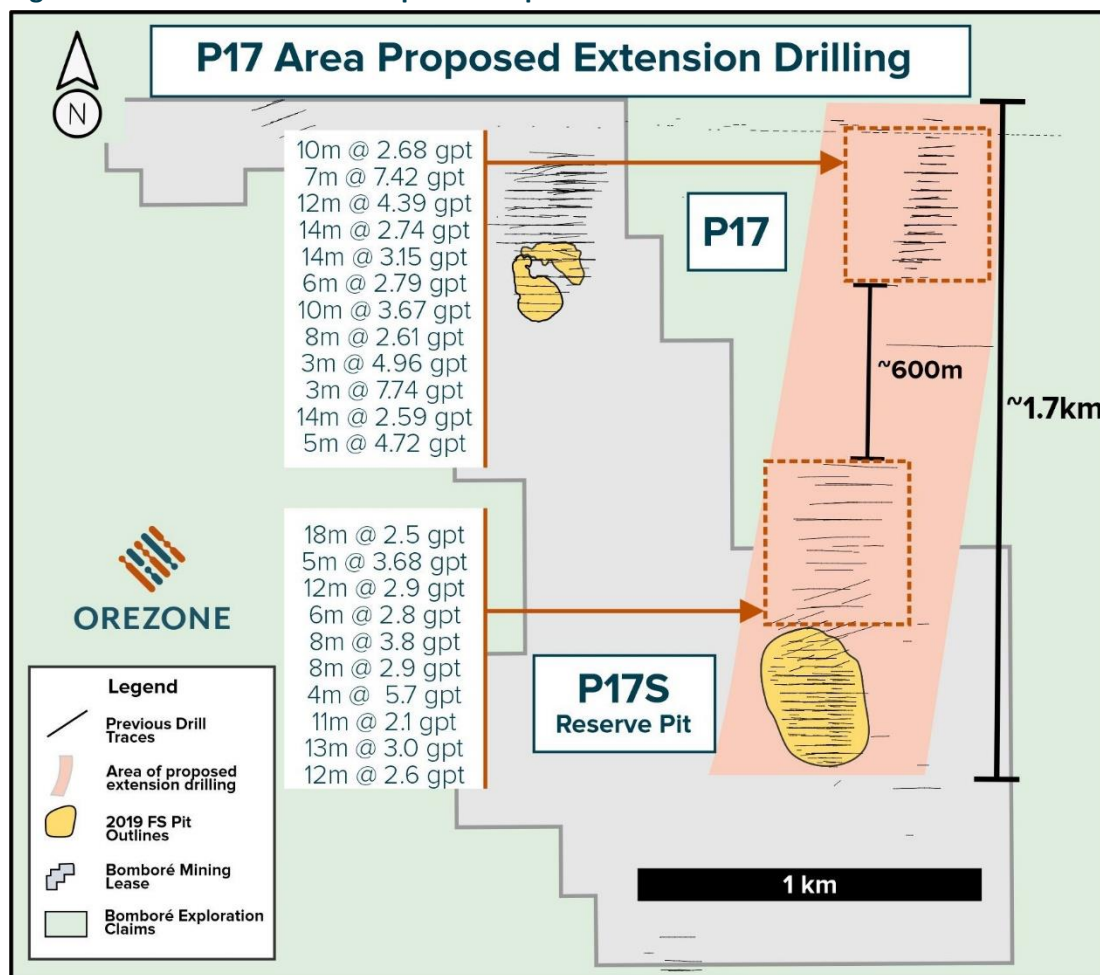 P17 Area Proposed Extension Drilling
N
10m @ 2.68 gpt
7m @ 7.42 gpt
12m @ 4.39 gpt
14m @ 2.74 gpt
14m @ 3.15 gpt
6m @ 2.79 gpt
10m @ 3.67 gpt
8m @ 2.61 gpt
3m @ 4.96 gpt
3m @ 7.74 gpt
14m @ 2.59 gpt
5m @ 4.72 gpt
P17
~600m
~1.7km
18m @ 2.5 gpt
5m @ 3.68 gpt
12m @ 2.9 gpt
6m @ 2.8 gpt
8m @ 3.8 gpt
8m @ 2.9 gpt
4m @ 5.7 gpt
11m @ 2.1 gpt
13m @ 3.0 gpt
12m @ 2.6 gpt
P17S
Reserve Pit
OREZONE
Legend
Previous Drill
Traces
Area of proposed
extension drilling
2019 FS Pit
Outlines
Bomboré Mining
Lease
Bomboré Exploration
Claims
1 km